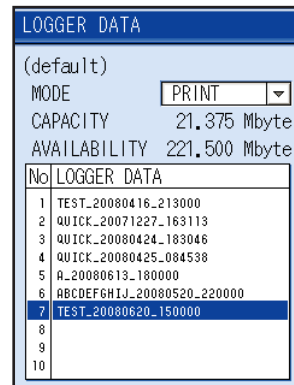 LOGGER DATA
(default)
MODE PRINT
CAPACITY 21.375 Mbyte
AVAILABILITY 221.500 Mbyte
No LOGGER DATA
1 TEST_20080416_213000
2 QUICK_20071227_163113
3 QUICK_20080424_183046
4 QUICK_20080425_084538
5 A_20080613_180000
6 ABCDEFGHIJ_20080520_220000
7 TEST_20080620_150000
8
9
10